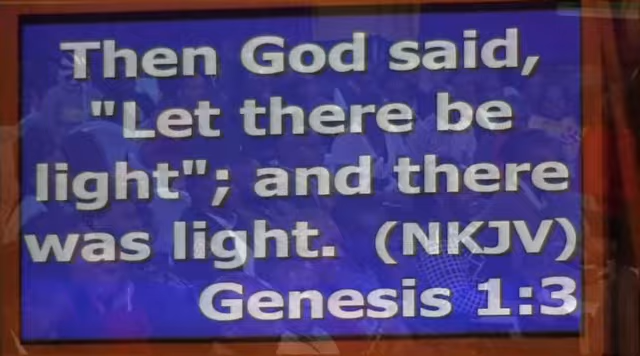 Then God said,
"Let there be
light"; and there
was light. (NKJV)
Genesis 1:3